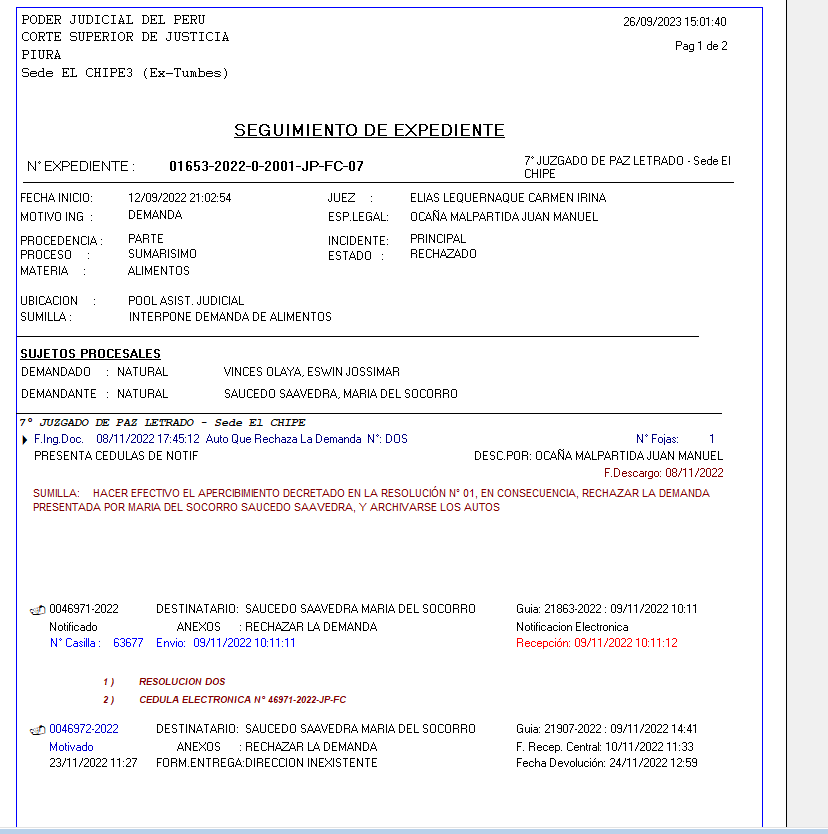 PODER JUDICIAL DEL PERU
26/09/2023 15:01:40
CORTE SUPERIOR DE JUSTICIA
Pag 1 de 2
PIURA
Sede EL CHIPE3 (Ex-Tumbes)
SEGUIMIENTO DE EXPEDIENTE
N° EXPEDIENTE : 01653-2022-0-2001-JP-FC-07 7° JUZGADO DE PAZ LETRADO - Sede El
CHIPE
FECHA INICIO: 12/09/2022 21:02:54 JUEZ : ELIAS LEQUERNAQUE CARMEN IRINA
MOTIVO ING : DEMANDA ESP.LEGAL: OCAÑA MALPARTIDA JUAN MANUEL
PROCEDENCIA : PARTE INCIDENTE: PRINCIPAL
PROCESO : SUMARISIMO ESTADO : RECHAZADO
MATERIA : ALIMENTOS
UBICACION : POOL ASIST. JUDICIAL
SUMILLA : INTERPONE DEMANDA DE ALIMENTOS
SUJETOS PROCESALES
DEMANDADO : NATURAL VINCES OLAYA, ESWIN JOSSIMAR
DEMANDANTE : NATURAL SAUCEDO SAAVEDRA, MARIA DEL SOCORRO
7° JUZGADO DE PAZ LETRADO - Sede El CHIPE
F.Ing.Doc. 08/11/2022 17:45:12 Auto Que Rechaza La Demanda N°: DOS N° Fojas: 1
PRESENTA CEDULAS DE NOTIF DESC.POR: OCAÑA MALPARTIDA JUAN MANUEL
F.Descargo: 08/11/2022
SUMILLA: HACER EFECTIVO EL APERCIBIMIENTO DECRETADO EN LA RESOLUCIÓN N° 01, EN CONSECUENCIA, RECHAZAR LA DEMANDA
PRESENTADA POR MARIA DEL SOCORRO SAUCEDO SAAVEDRA, Y ARCHIVARSE LOS AUTOS
0046971-2022 DESTINATARIO: SAUCEDO SAAVEDRA MARIA DEL SOCORRO Guia: 21863-2022 : 09/11/2022 10:11
Notificado ANEXOS : RECHAZAR LA DEMANDA Notificacion Electronica
N° Casilla : 63677 Envio: 09/11/2022 10:11:11 Recepción: 09/11/2022 10:11:12
1 ) RESOLUCION DOS
2 ) CEDULA ELECTRONICA N° 46971-2022-JP-FC
0046972-2022 DESTINATARIO: SAUCEDO SAAVEDRA MARIA DEL SOCORRO Guia: 21907-2022 : 09/11/2022 14:41
Motivado ANEXOS : RECHAZAR LA DEMANDA F. Recep. Central: 10/11/2022 11:33
23/11/2022 11:27 FORM.ENTREGA:DIRECCION INEXISTENTE Fecha Devolución: 24/11/2022 12:59